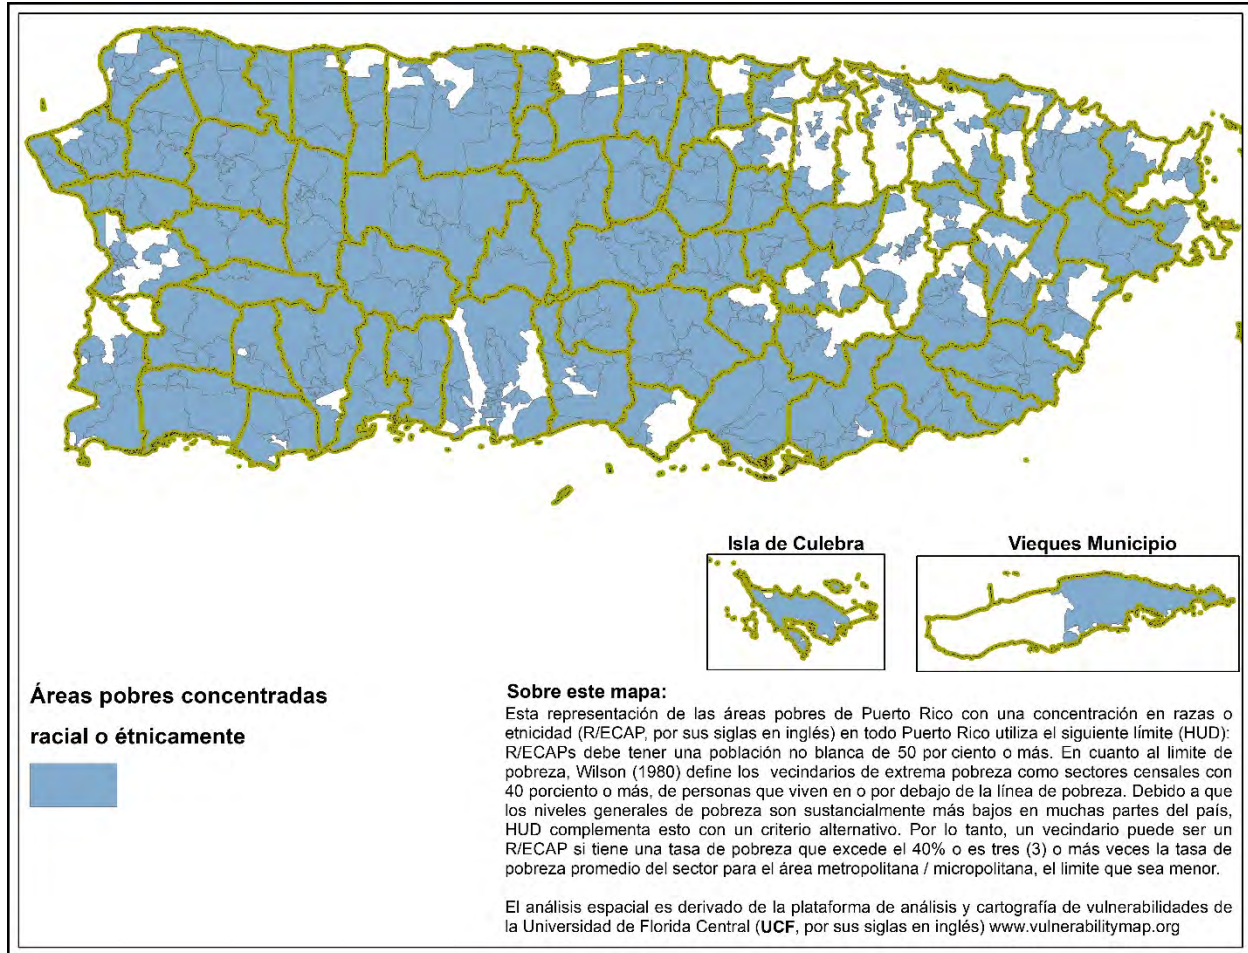 Isla de Culebra
Vieques Municipio
Áreas pobres concentradas
racial o étnicamente
Sobre este mapa:
Esta representación de las áreas pobres de Puerto Rico con una concentración en razas o
etnicidad (R/ECAP, por sus siglas en inglés) en todo Puerto Rico utiliza el siguiente límite (HUD):
R/ECAPs debe tener una población no blanca de 50 por ciento o más. En cuanto al limite de
pobreza, Wilson (1980) define los vecindarios de extrema pobreza como sectores censales con
40 porciento o más, de personas que viven en o por debajo de la línea de pobreza. Debido a que
los niveles generales de pobreza son sustancialmente más bajos en muchas partes del país,
HUD complementa esto con un criterio alternativo. Por lo tanto, un vecindario puede ser un
R/ECAP si tiene una tasa de pobreza que excede el 40% o es tres (3) o más veces la tasa de
pobreza promedio del sector para el área metropolitana / micropolitana, el limite que sea menor.
El análisis espacial es derivado de la plataforma de análisis y cartografía de vulnerabilidades de
la Universidad de Florida Central (UCF, por sus siglas en inglés) www.vulnerabilitymap.org